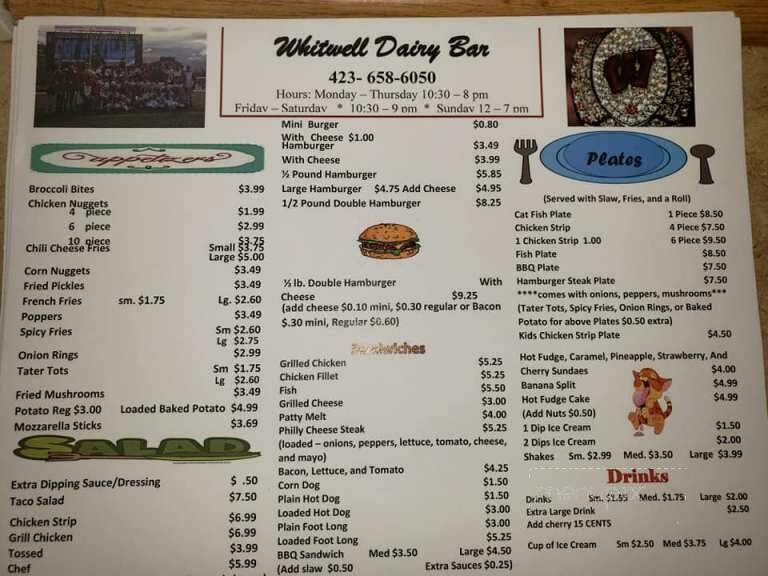 Whitwell Dairy Bar
423- 658-6050
Hours: Monday – Thursday 10:30 – 8 pm
Friday – Saturday * 10:30 – 9 pm * Sunday 12 – 7 pm
appetizers
Broccoli Bites $3.99
Chicken Nuggets
4 piece $1.99
6 piece $2.99
10 piece $3.75
Chili Cheese Fries Small $3.75
Large $5.00
Corn Nuggets $3.49
Fried Pickles $3.49
French Fries sm. $1.75 Lg. $2.60
Poppers $3.49
Spicy Fries Sm $2.60
Lg $2.75
Onion Rings $2.99
Tater Tots Sm $1.75
Lg $2.60
Fried Mushrooms $3.49
Potato Reg $3.00 Loaded Baked Potato $4.99
Mozzarella Sticks $3.69
SALAD
Extra Dipping Sauce/Dressing $ .50
Taco Salad $7.50
Chicken Strip $6.99
Grill Chicken $6.99
Tossed $3.99
Chef $5.99
Mini Burger $0.80
With Cheese $1.00
Hamburger $3.49
With Cheese $3.99
½ Pound Hamburger $5.85
Large Hamburger $4.75 Add Cheese $4.95
1/2 Pound Double Hamburger $8.25
½ lb. Double Hamburger With
Cheese $9.25
(add cheese $0.10 mini, $0.30 regular or Bacon
$.30 mini, Regular $0.60)
Sandwiches
Grilled Chicken $5.25
Chicken Fillet $5.25
Fish $5.50
Grilled Cheese $3.00
Patty Melt $4.00
Philly Cheese Steak $5.25
(loaded – onions, peppers, lettuce, tomato, cheese,
and mayo)
Bacon, Lettuce, and Tomato $4.25
Corn Dog $1.50
Plain Hot Dog $1.50
Loaded Hot Dog $3.00
Plain Foot Long $3.00
Loaded Foot Long $5.25
BBQ Sandwich Med $3.50 Large $4.50
(Add slaw $0.50 Extra Sauces $0.25)
Plates
(Served with Slaw, Fries, and a Roll)
Cat Fish Plate 1 Piece $8.50
Chicken Strip 4 Piece $7.50
1 Chicken Strip 1.00 6 Piece $9.50
Fish Plate $8.50
BBQ Plate $7.50
Hamburger Steak Plate $7.50
****comes with onions, peppers, mushrooms***
(Tater Tots, Spicy Fries, Onion Rings, or Baked
Potato for above Plates $0.50 extra)
Kids Chicken Strip Plate $4.50
Hot Fudge, Caramel, Pineapple, Strawberry, And
Cherry Sundaes $4.00
Banana Split $4.99
Hot Fudge Cake $4.99
(Add Nuts $0.50)
1 Dip Ice Cream $1.50
2 Dips Ice Cream $2.00
Shakes Sm. $2.99 Med. $3.50 Large $3.99
Drinks
Drinks Sm. $1.55 Med. $1.75 Large $2.00
Extra Large Drink $2.50
Add cherry 15 CENTS
Cup of Ice Cream Sm $2.50 Med $3.75 Lg $4.00